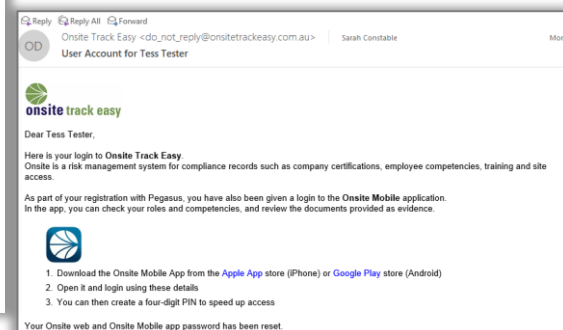 Reply Reply All Forward
OD
Onsite Track Easy <do_not_reply@onsitetrackeasy.com.au> Sarah Constable Mo
User Account for Tess Tester
onsite track easy
Dear Tess Tester,
Here is your login to Onsite Track Easy.
Onsite is a risk management system for compliance records such as company certifications, employee competencies, training and site
access.
As part of your registration with Pegasus, you have also been given a login to the Onsite Mobile application.
In the app, you can check your roles and competencies, and review the documents provided as evidence.
1. Download the Onsite Mobile App from the Apple App store (iPhone) or Google Play store (Android)
2. Open it and login using these details
3. You can then create a four-digit PIN to speed up access
Your Onsite web and Onsite Mobile app password has been reset.